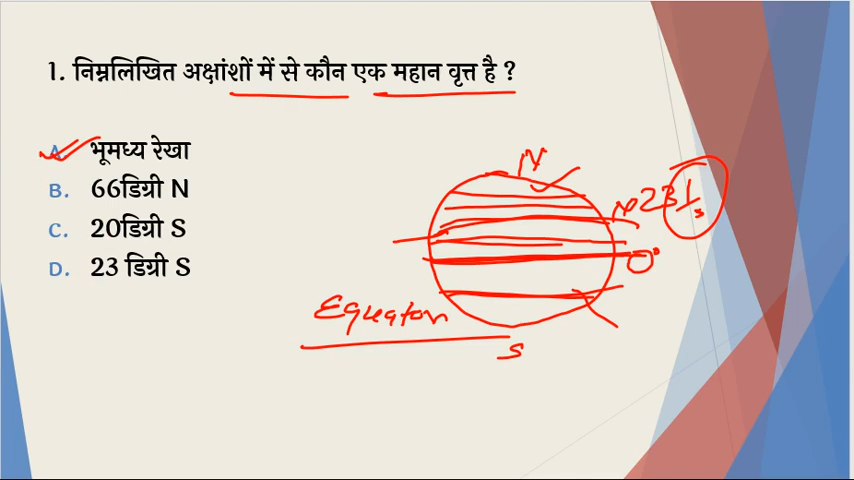 1. निम्नलिखित अक्षांशों में से कौन एक महान वृत्त है ?
A. भूमध्य रेखा
B. 66डिग्री N
C. 20डिग्री S
D. 23 डिग्री S
N
0°
Equator
S